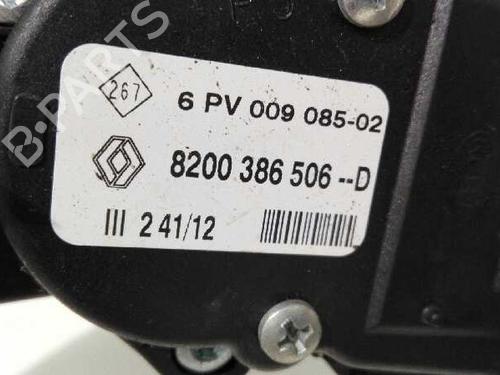 267
6 PV 009 085-02
8200 386 506 --D
III 2 41/12
B-PARTS